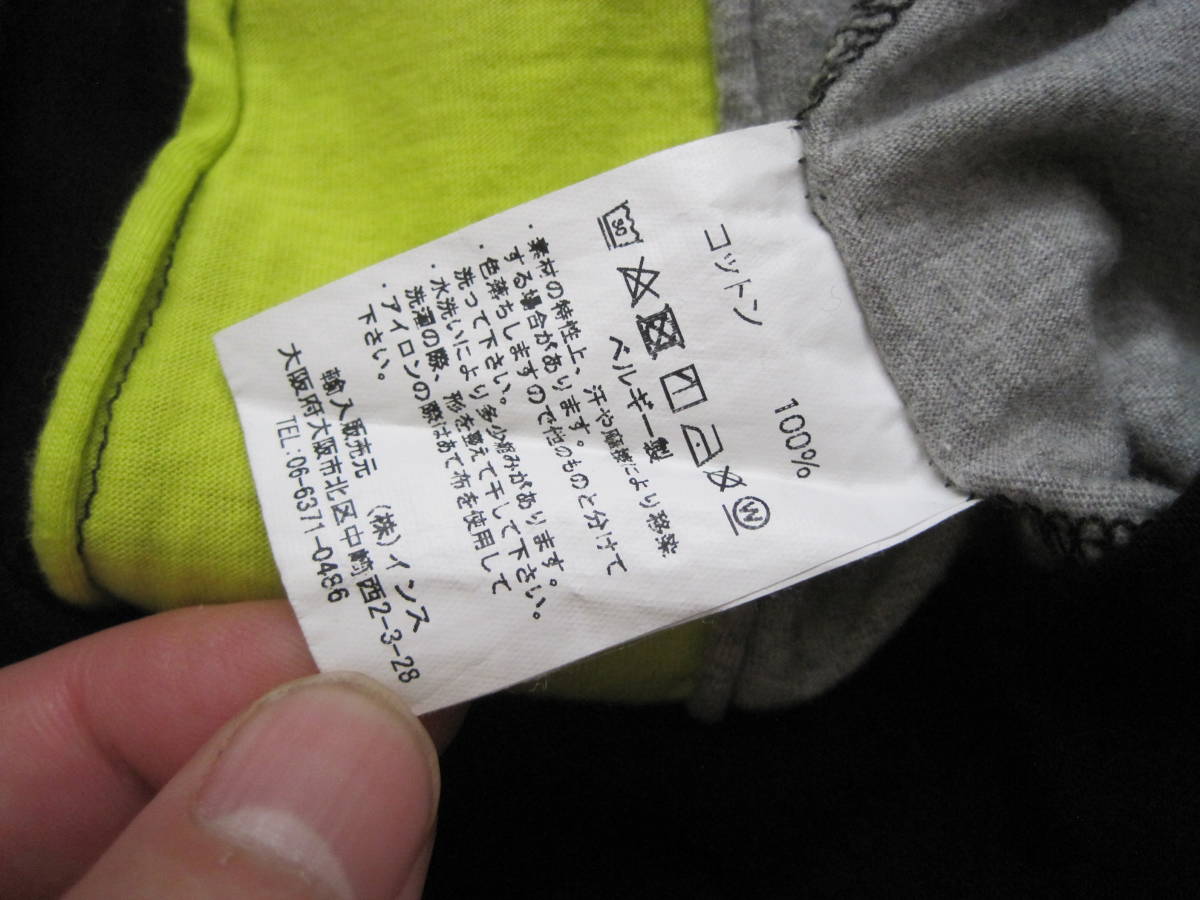 コットン 100%
30
W
ベルギー製
・素材の特性上、汗や摩擦により移染
する場合があります。
・色落ちしますので他のものと分けて
洗って下さい。
・水洗いにより多少縮みがあります。
洗濯の際、形を整えて干して下さい。
・アイロンの際はあて布を使用して
下さい。
輸入販売元 (株)インス
大阪府大阪市北区中崎西2-3-28
TEL:06-6371-0486